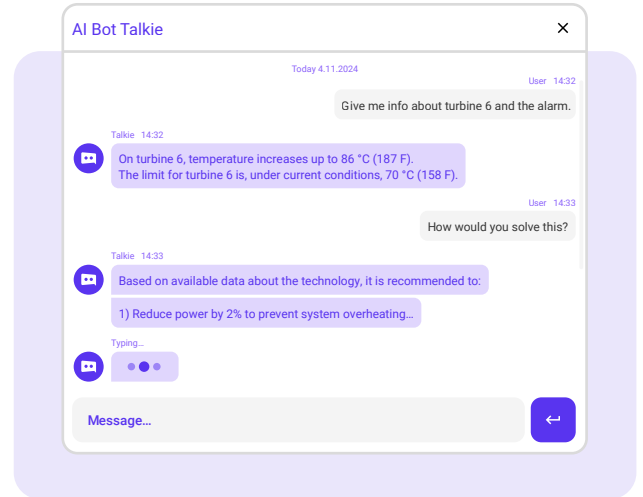 AI Bot Talkie
Today 4.11.2024
User 14:32
Give me info about turbine 6 and the alarm.
Talkie 14:32
On turbine 6, temperature increases up to 86 °C (187 F).
The limit for turbine 6 is, under current conditions, 70 °C (158 F).
User 14:33
How would you solve this?
Talkie 14:33
Based on available data about the technology, it is recommended to:
1) Reduce power by 2% to prevent system overheating...
Typing...
Message...